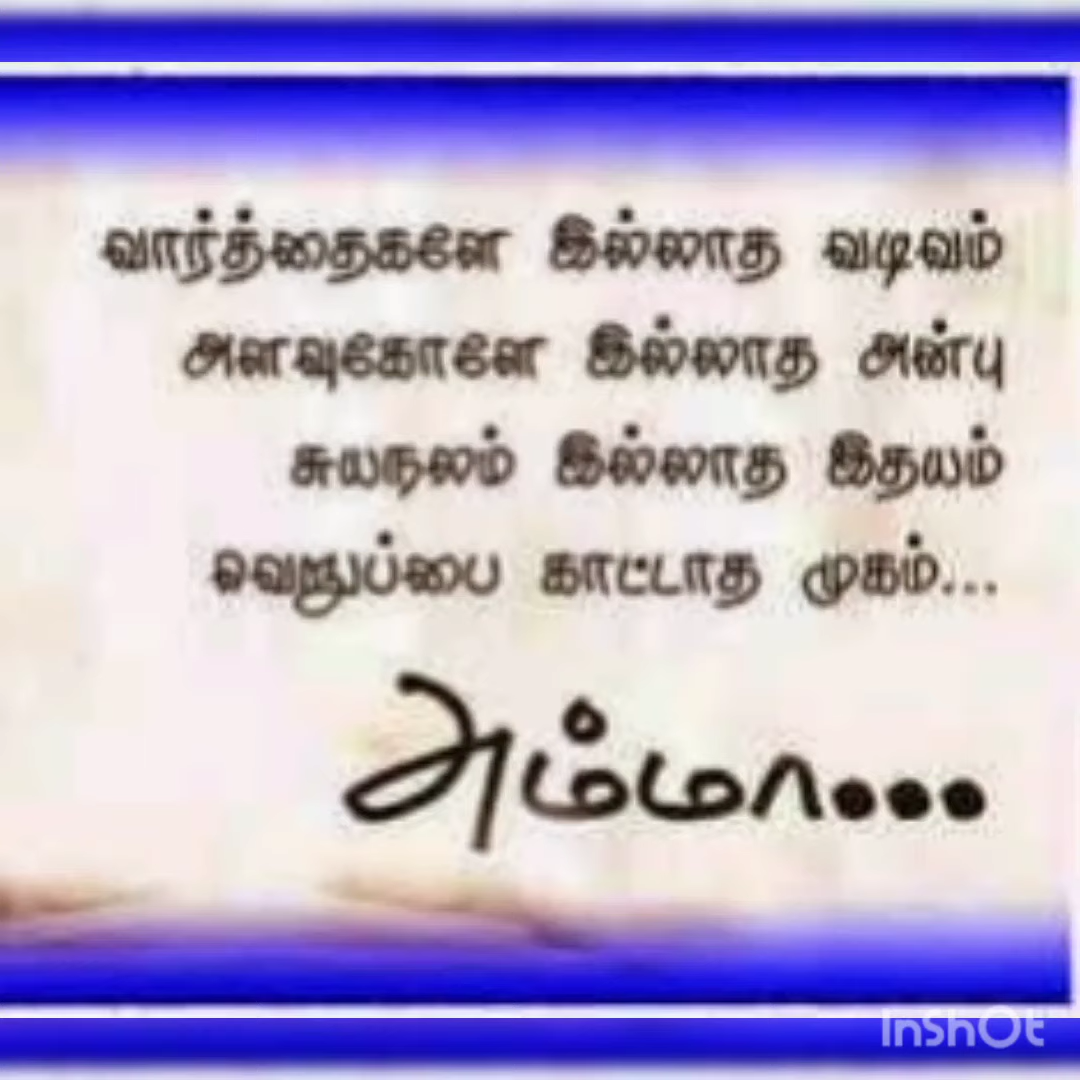 வார்த்தைகளே இல்லாத வடிவம்
அளவுகோளே இல்லாத அன்பு
சுயநலம் இல்லாத இதயம்
வெறுப்பை காட்டாத முகம்...
அம்மா...
InShOt